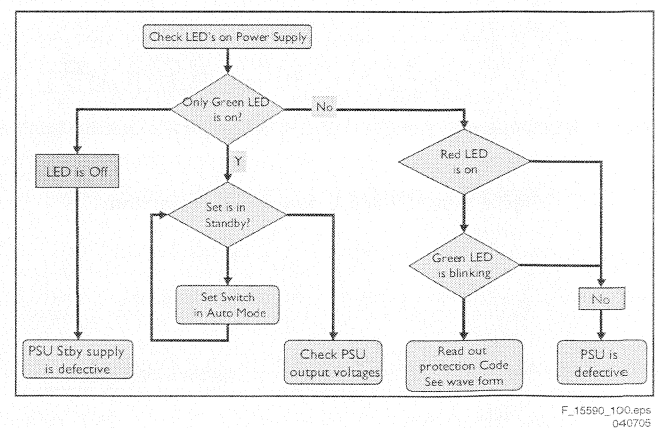 Check LED's on Power Supply
Only Green LED
is on?
No
Y
LED is Off
Red LED
is on
Set is in
Standby?
Green LED
is blinking
Set Switch
in Auto Mode
No
PSU Stby supply
is defective
Check PSU
output voltages
Read out
protection Code
See wave form
PSU is
defective
F_15590_100.eps
040705